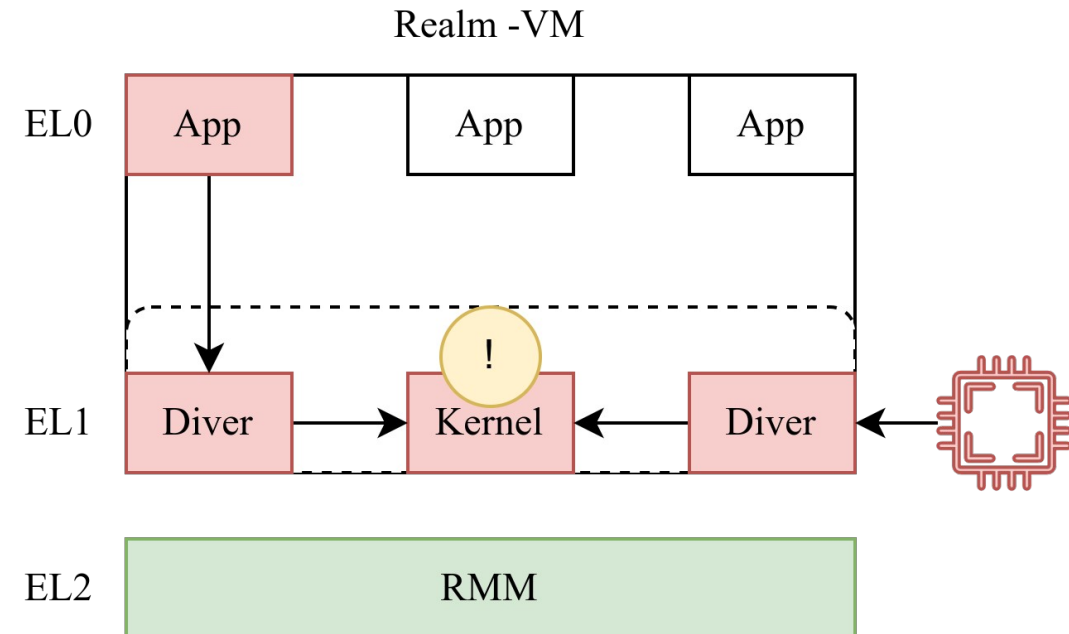 Realm -VM
EL0 App App App
!
EL1 Diver Kernel Diver
EL2 RMM